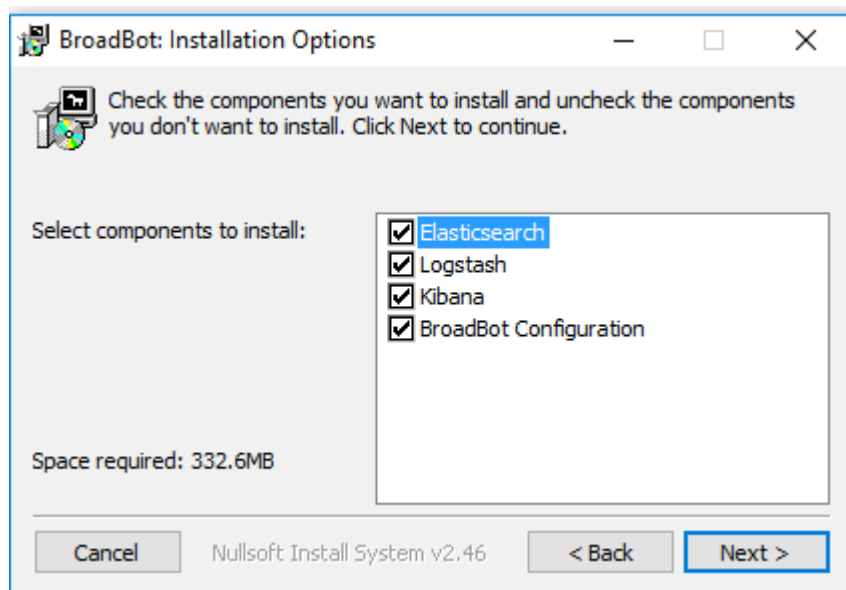 BroadBot: Installation Options
Check the components you want to install and uncheck the components
you don't want to install. Click Next to continue.
Select components to install:
Elasticsearch
Logstash
Kibana
BroadBot Configuration
Space required: 332.6MB
Cancel
Nullsoft Install System v2.46
< Back
Next >